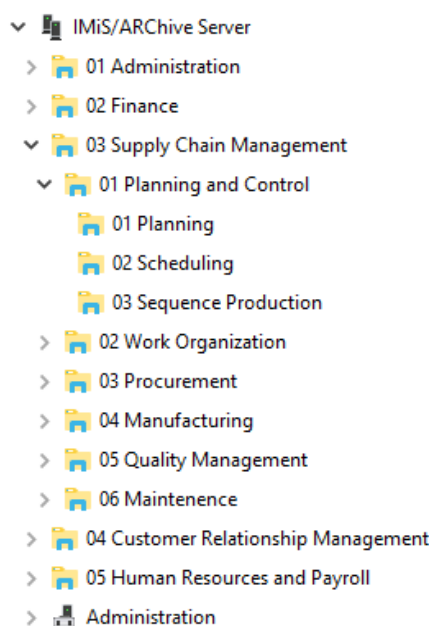 IMiS/ARChive Server
01 Administration
02 Finance
03 Supply Chain Management
01 Planning and Control
01 Planning
02 Scheduling
03 Sequence Production
02 Work Organization
03 Procurement
04 Manufacturing
05 Quality Management
06 Maintenence
04 Customer Relationship Management
05 Human Resources and Payroll
Administration